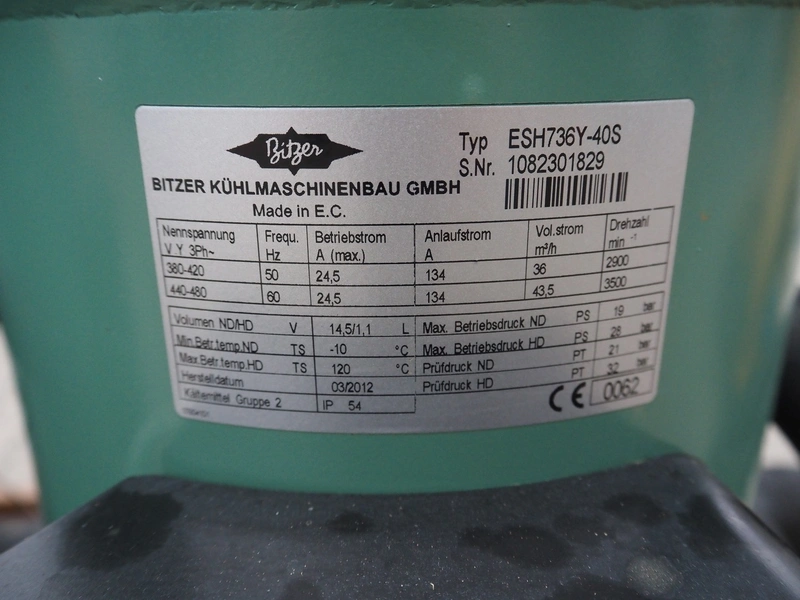 Bitzer
BITZER KÜHLMASCHINENBAU GMBH
Made in E.C.
Typ ESH736Y-40S
S.Nr. 1082301829
Nennspannung V Y 3Ph~ Frequ. Hz Betriebstrom A (max.) Anlaufstrom A Vol.strom m³/h Drehzahl min⁻¹
380-420 50 24,5 134 36 2900
440-480 60 24,5 134 43,5 3500
Volumen ND/HD V 14,5/1,1 L Max. Betriebsdruck ND PS 19 bar
Min.Betr.temp.ND TS -10 °C Max. Betriebsdruck HD PS 28 bar
Max.Betr.temp.HD TS 120 °C Prüfdruck ND PT 21 bar
Herstelldatum 03/2012 Prüfdruck HD PT 32 bar
Kältemittel Gruppe 2 IP 54 CE 0062